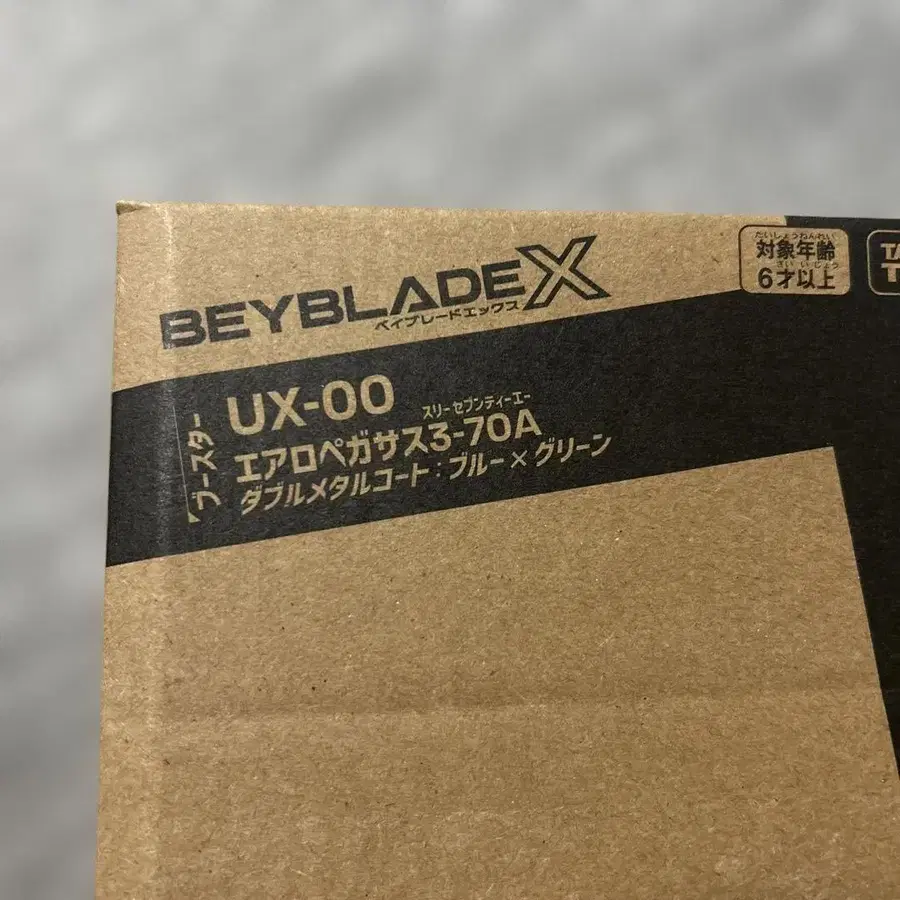 BEYBLADE X
ベイブレードエックス
たいしょうねんれい
対象年齢
さい いじょう
6才以上
TA
T
ブースター
UX-00
スリーセブンティーエー
エアロペガサス3-70A
ダブルメタルコート:ブルー×グリーン